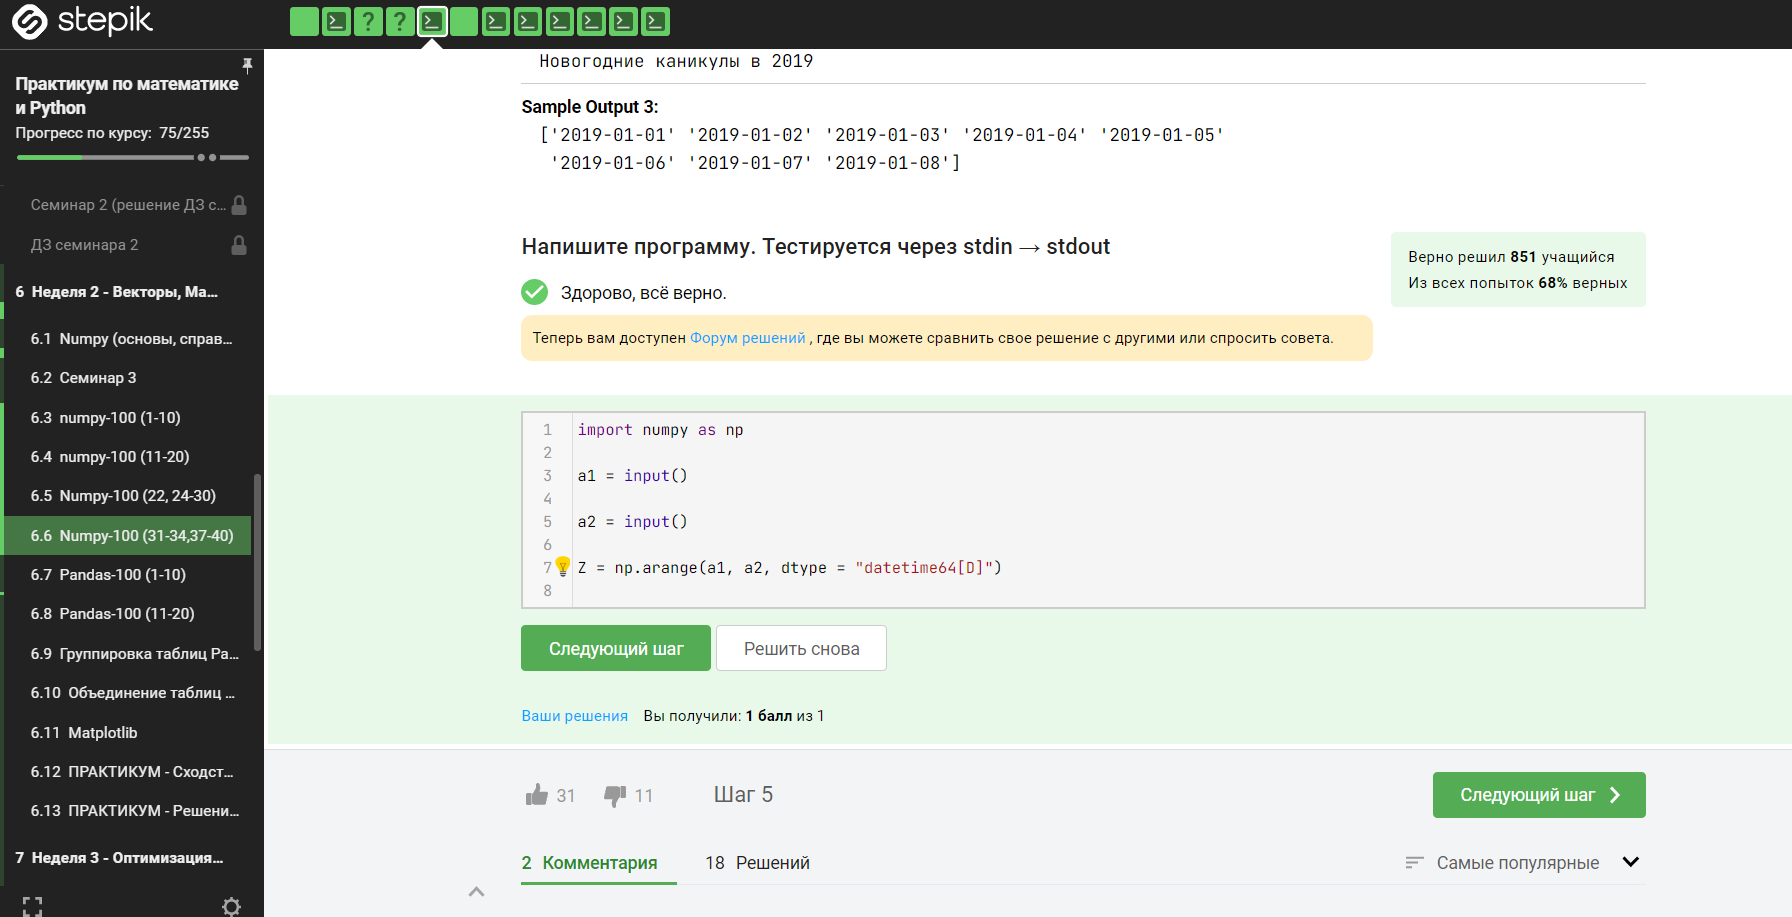 stepik
Практикум по математике
и Python
Прогресс по курсу: 75/255
Семинар 2 (решение ДЗ с...
ДЗ семинара 2
6 Неделя 2 - Векторы, Ма...
6.1 Numpy (основы, справ...
6.2 Семинар 3
6.3 numpy-100 (1-10)
6.4 numpy-100 (11-20)
6.5 Numpy-100 (22, 24-30)
6.6 Numpy-100 (31-34,37-40)
6.7 Pandas-100 (1-10)
6.8 Pandas-100 (11-20)
6.9 Группировка таблиц Pa...
6.10 Объединение таблиц ...
6.11 Matplotlib
6.12 ПРАКТИКУМ - Сходст...
6.13 ПРАКТИКУМ - Решени...
7 Неделя 3 - Оптимизация...
? ?
Новогодние каникулы в 2019
Sample Output 3:
['2019-01-01' '2019-01-02' '2019-01-03' '2019-01-04' '2019-01-05'
'2019-01-06' '2019-01-07' '2019-01-08']
Напишите программу. Тестируется через stdin → stdout
Верно решил 851 учащийся
Из всех попыток 68% верных
Здорово, всё верно.
Теперь вам доступен Форум решений , где вы можете сравнить свое решение с другими или спросить совета.
1 import numpy as np
2
3 a1 = input()
4
5 a2 = input()
6
7 Z = np.arange(a1, a2, dtype = "datetime64[D]")
8
Следующий шаг
Решить снова
Ваши решения Вы получили: 1 балл из 1
31 11 Шаг 5
Следующий шаг
2 Комментария 18 Решений
Самые популярные